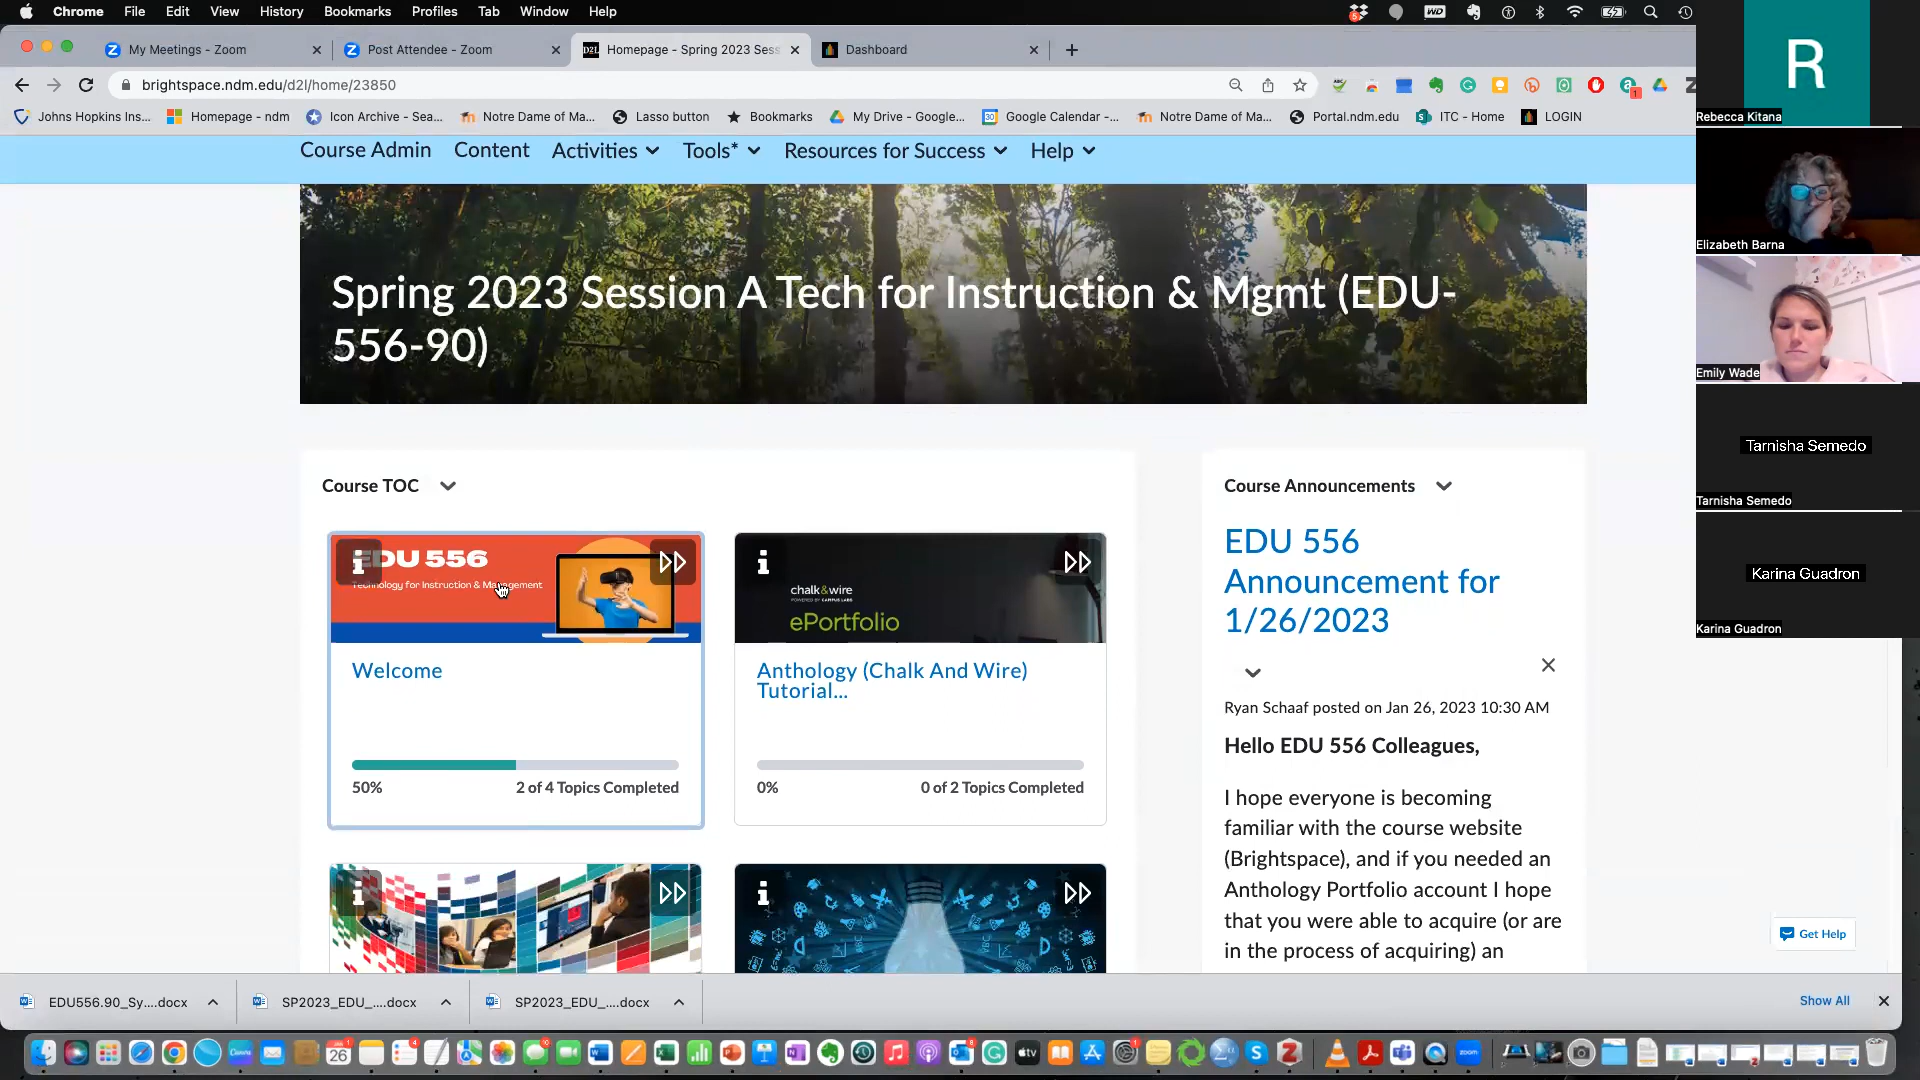 Chrome File Edit View History Bookmarks Profiles Tab Window Help
My Meetings - Zoom
Post Attendee - Zoom
Homepage - Spring 2023 Sess
Dashboard
brightspace.ndm.edu/d2l/home/23850
Johns Hopkins Ins...
Homepage - ndm
Icon Archive - Sea...
Notre Dame of Ma...
Lasso button
Bookmarks
My Drive - Google...
Google Calendar -...
Notre Dame of Ma...
Portal.ndm.edu
ITC - Home
LOGIN
Course Admin Content Activities Tools* Resources for Success Help
Spring 2023 Session A Tech for Instruction & Mgmt (EDU-
556-90)
Course TOC
EDU 556
Technology for Instruction & Management
Welcome
50%
2 of 4 Topics Completed
chalk&wire
POWERED BY CAMPUS LABS
ePortfolio
Anthology (Chalk And Wire)
Tutorial...
0%
0 of 2 Topics Completed
Course Announcements
EDU 556
Announcement for
1/26/2023
Ryan Schaaf posted on Jan 26, 2023 10:30 AM
Hello EDU 556 Colleagues,
I hope everyone is becoming
familiar with the course website
(Brightspace), and if you needed an
Anthology Portfolio account I hope
that you were able to acquire (or are
in the process of acquiring) an
Get Help
R
Rebecca Kitana
Elizabeth Barna
Emily Wade
Tarnisha Semedo
Tarnisha Semedo
Karina Guadron
Karina Guadron
EDU556.90_Sy....docx
SP2023_EDU_....docx
SP2023_EDU_....docx
Show All